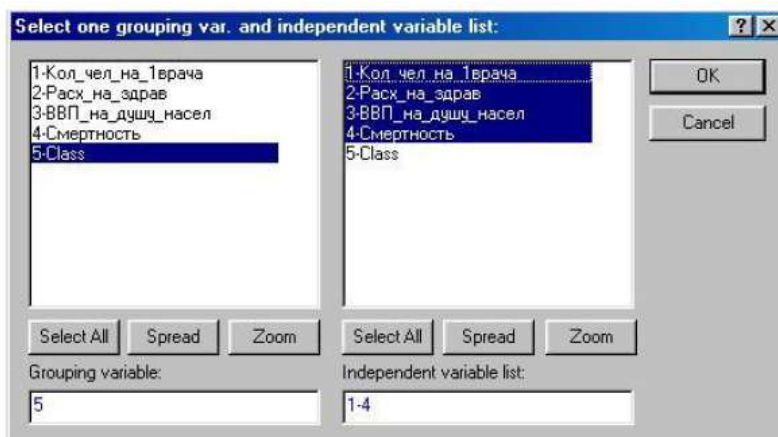 Select one grouping var. and independent variable list:
1-Кол_чел_на_1врача
2-Расх_на_здрав
3-ВВП_на_душу_насел
4-Смертность
5-Class
1-Кол_чел_на_1врача
2-Расх_на_здрав
3-ВВП_на_душу_насел
4-Смертность
5-Class
OK
Cancel
Select All Spread Zoom
Select All Spread Zoom
Grouping variable:
5
Independent variable list:
1-4